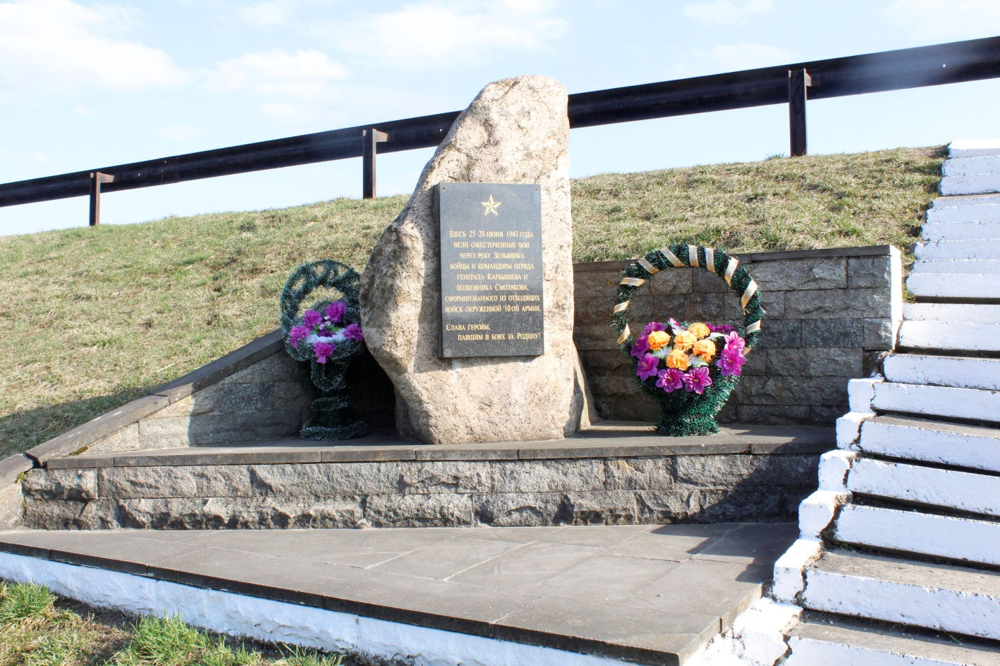 Здесь 25-28 июня 1941 года
вели ожесточенные бои
через реку Зельвянка
бойцы и командиры отряда
генерала Карбышева и
полковника Смолякова,
сформированного из отходящих
войск окруженной 10-ой армии.
Слава героям,
павшим в боях за Родину!